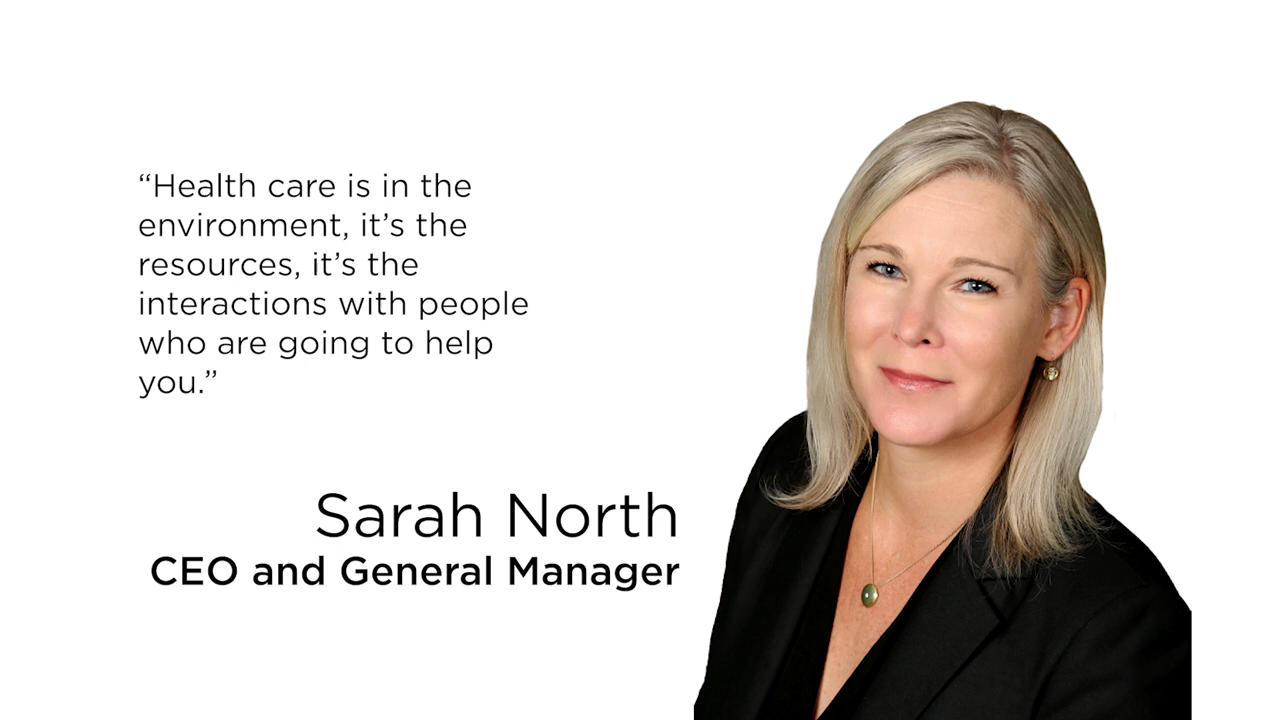 “Health care is in the
environment, it’s the
resources, it’s the
interactions with people
who are going to help
you.”
Sarah North
CEO and General Manager